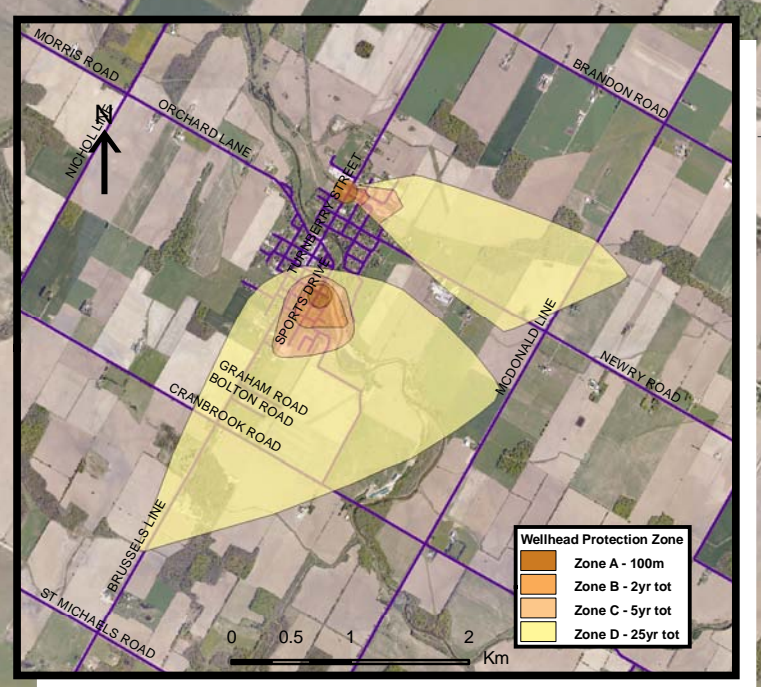 MORRIS ROAD
BRANDON ROAD
N
NICHOL LINE
ORCHARD LANE
TURNBERRY STREET
SPORTS DRIVE
MCDONALD LINE
NEWRY ROAD
GRAHAM ROAD
BOLTON ROAD
CRANBROOK ROAD
BRUSSELS LINE
ST MICHAELS ROAD
Wellhead Protection Zone
Zone A - 100m
Zone B - 2yr tot
Zone C - 5yr tot
Zone D - 25yr tot
0 0.5 1 2
Km